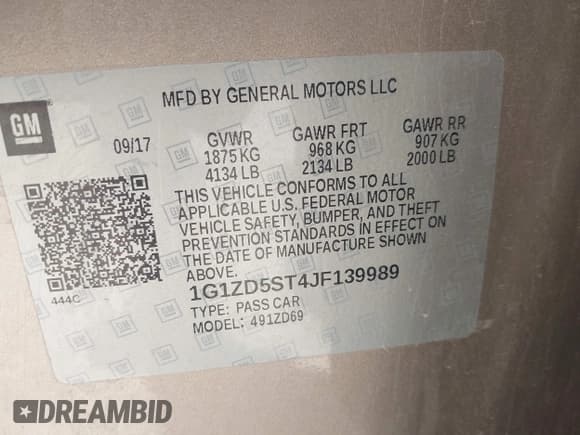 MFD BY GENERAL MOTORS LLC
GM
09/17
GVWR
1875 KG
4134 LB
GAWR FRT
968 KG
2134 LB
GAWR RR
907 KG
2000 LB
THIS VEHICLE CONFORMS TO ALL
APPLICABLE U.S. FEDERAL MOTOR
VEHICLE SAFETY, BUMPER, AND THEFT
PREVENTION STANDARDS IN EFFECT ON
THE DATE OF MANUFACTURE SHOWN
ABOVE.
444C
1G1ZD5ST4JF139989
TYPE: PASS CAR
MODEL: 491ZD69
DREAMBID